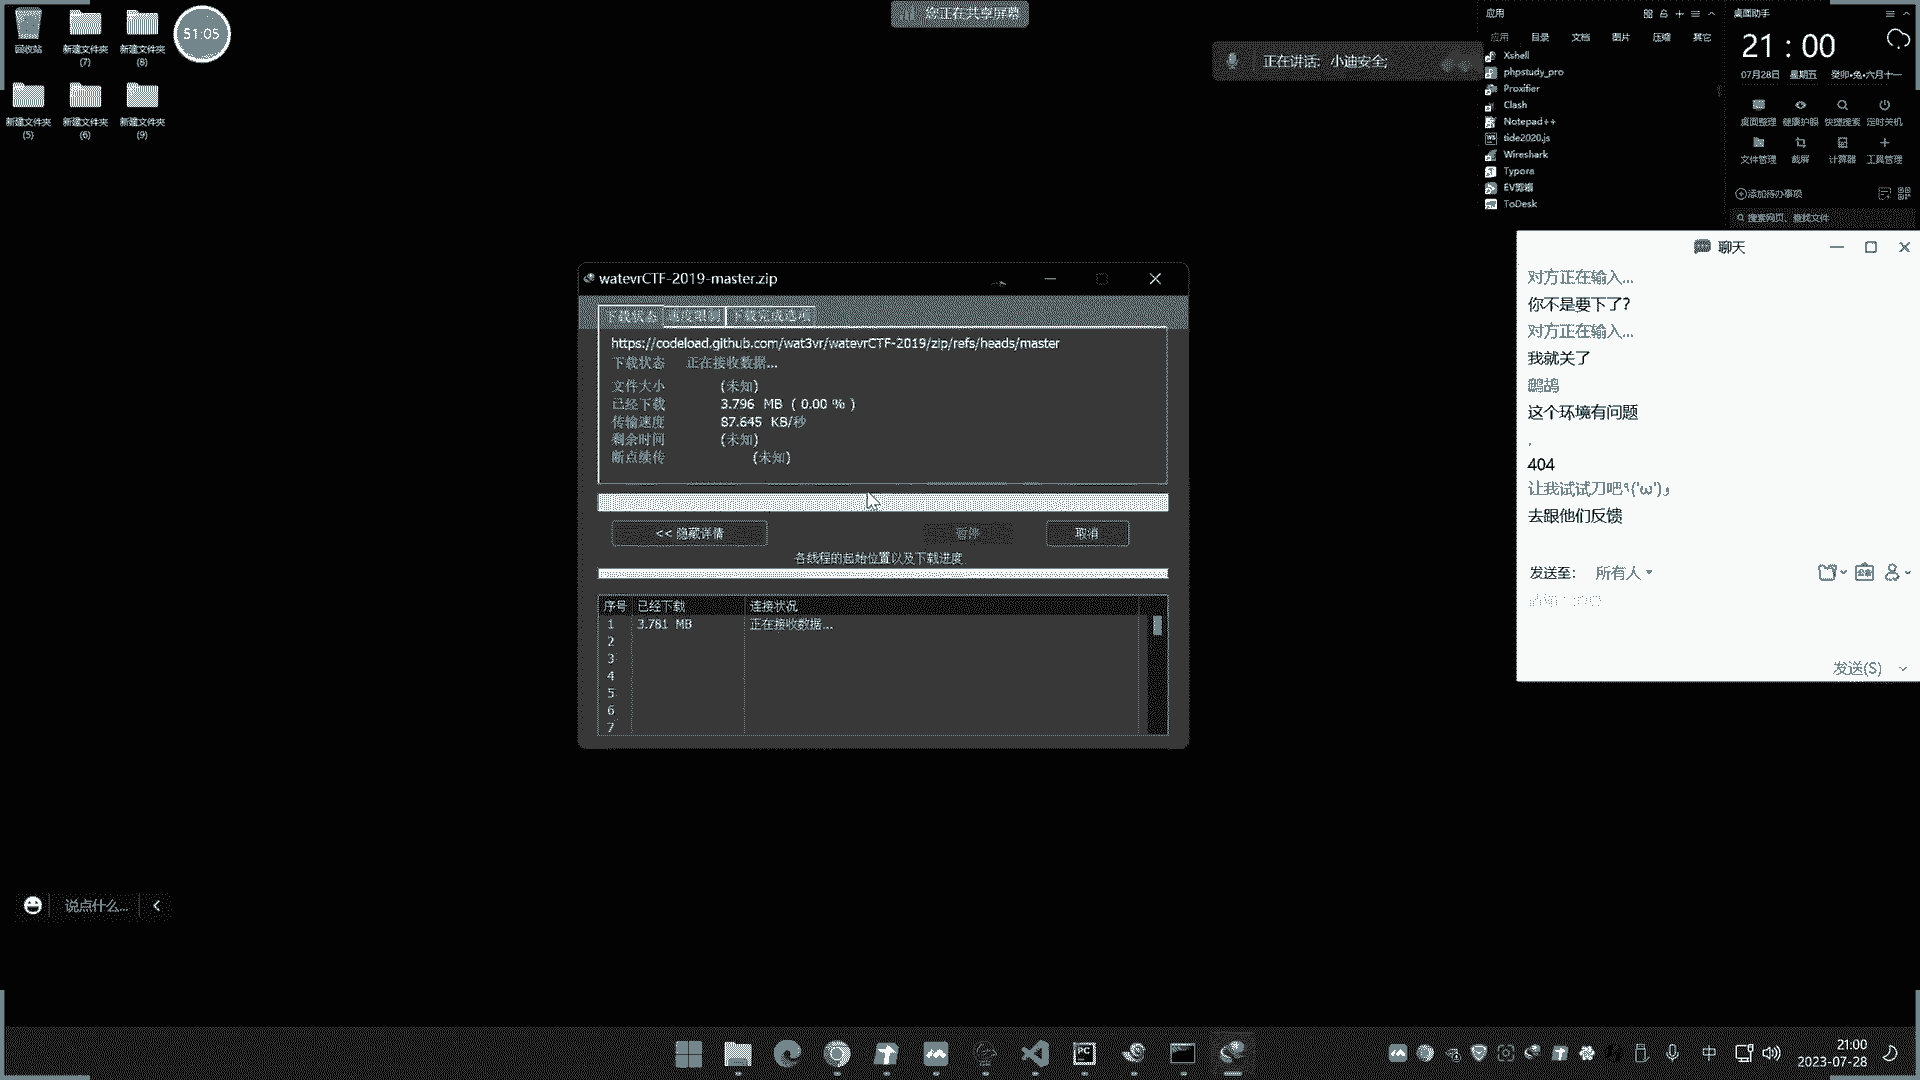 回收站
新建文件夹
(7)
新建文件夹
(8)
51:05
新建文件夹
(5)
新建文件夹
(6)
新建文件夹
(9)
您正在共享屏幕
正在讲话: 小迪安全;
应用
应用 目录 文档 图片 压缩 其它
Xshell
phpstudy_pro
Proxifier
Clash
Notepad++
tide2020.js
Wireshark
Typora
EV剪辑
ToDesk
桌面助手
21:00
07月28日 星期五 癸卯•兔•六月十一
桌面整理 健康护眼 快捷搜索 定时关机
文件管理 截屏 计算器 工具管理
添加待办事项
搜索网页、查找文件
watevrCTF-2019-master.zip
下载状态 速度限制 下载完成选项
https://codeload.github.com/wat3vr/watevrCTF-2019/zip/refs/heads/master
下载状态 正在接收数据...
文件大小 (未知)
已经下载 3.796 MB ( 0.00 % )
传输速度 87.645 KB/秒
剩余时间 (未知)
断点续传 (未知)
<< 隐藏详情 暂停 取消
各线程的起始位置以及下载进度
序号 已经下载 连接状况
1 3.781 MB 正在接收数据...
2
3
4
5
6
7
聊天
对方正在输入...
你不是要下了?
对方正在输入...
我就关了
鹧鸪
这个环境有问题
,
404
去跟他们反馈
发送至: 所有人
发送(S)
说点什么...
中
21:00
2023-07-28